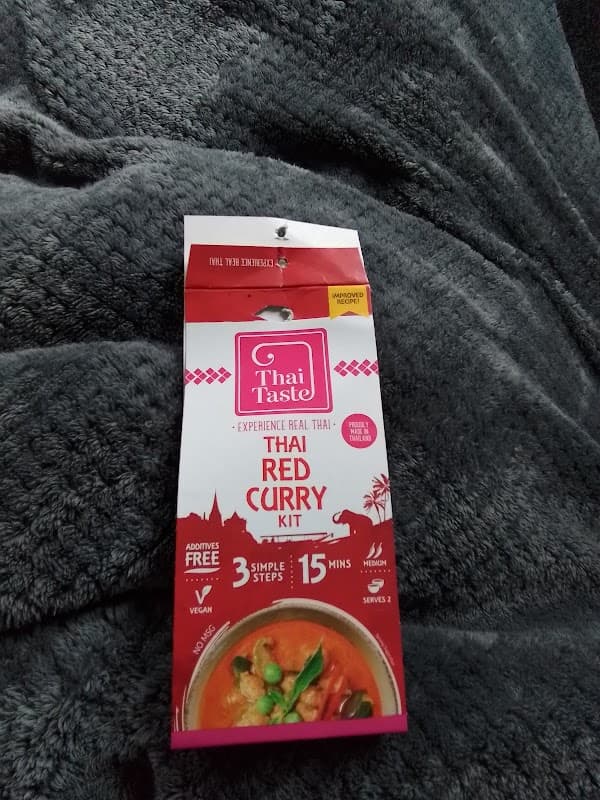 EXPERIENCE REAL THAI
IMPROVED
RECIPE!
Thai
Taste
• EXPERIENCE REAL THAI •
PROUDLY
MADE IN
THAILAND
THAI
RED
CURRY
KIT
ADDITIVES
FREE
3 SIMPLE
STEPS
15 MINS
MEDIUM
VEGAN
SERVES 2
NO MSG